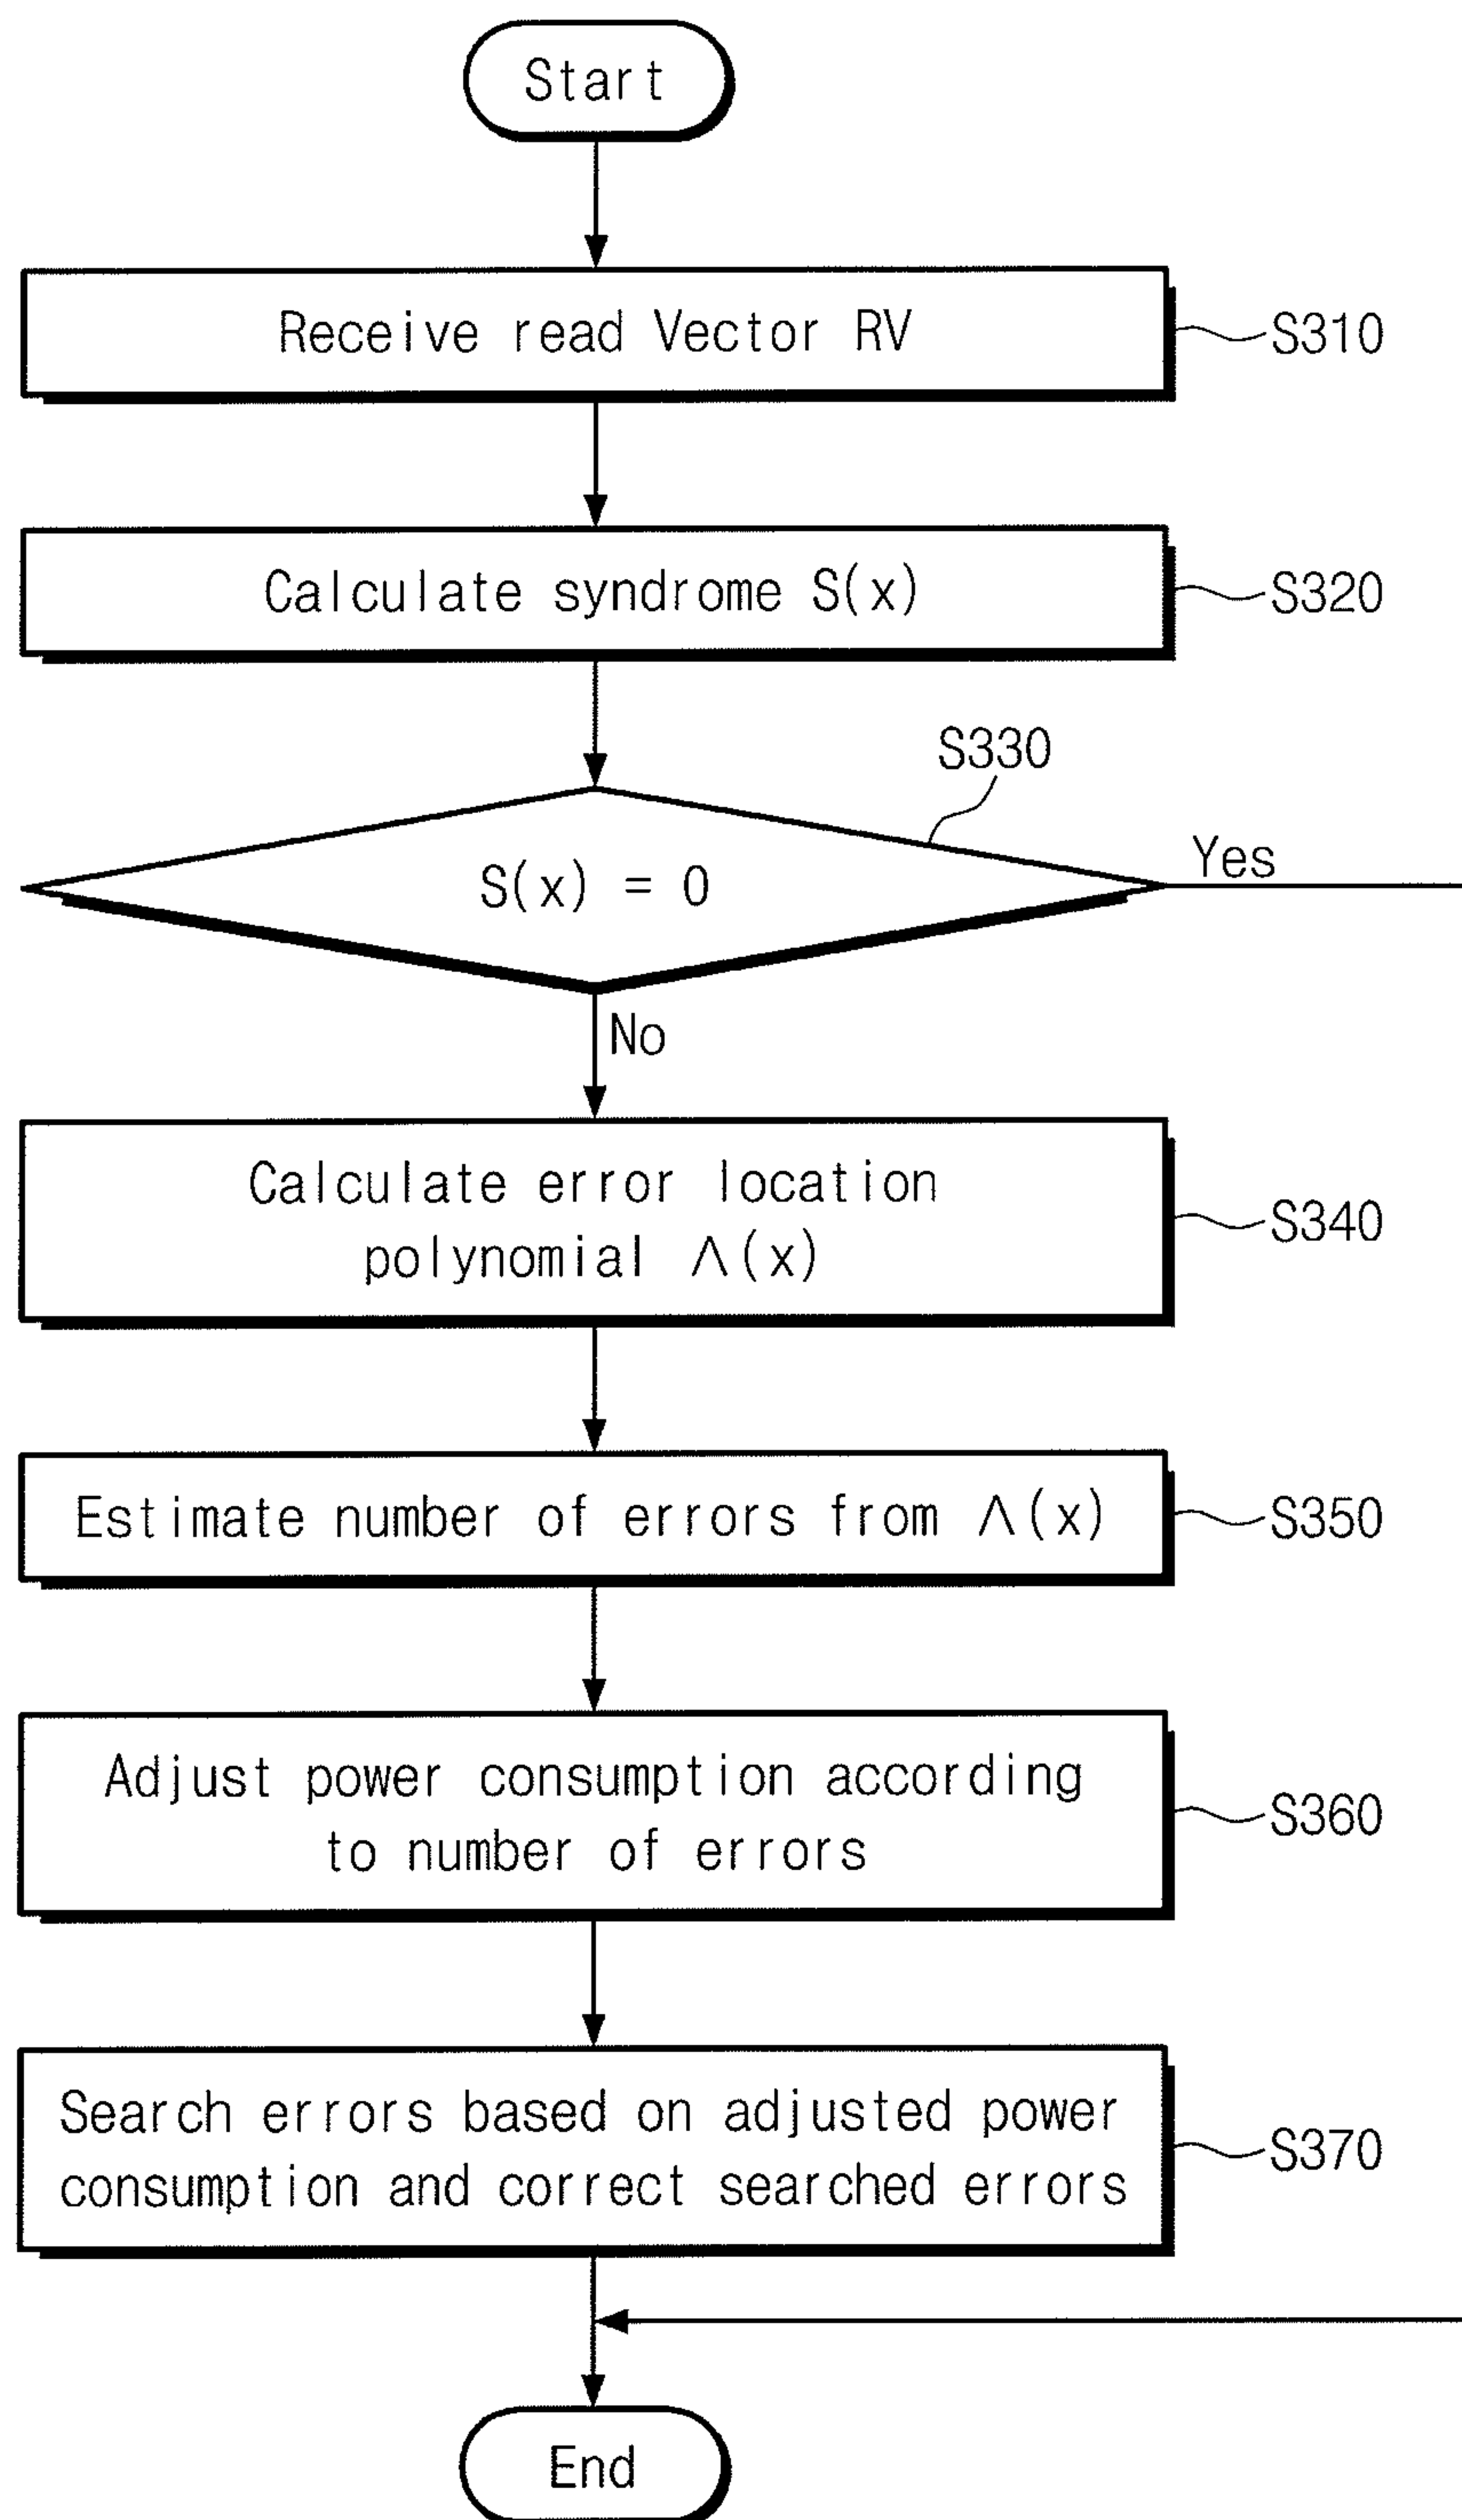 Start
Receive read Vector RV
S310
Calculate syndrome S(x)
S320
S330
S(x) = 0
Yes
No
Calculate error location
polynomial Λ(x)
S340
Estimate number of errors from Λ(x)
S350
Adjust power consumption according
to number of errors
S360
Search errors based on adjusted power
consumption and correct searched errors
S370
End